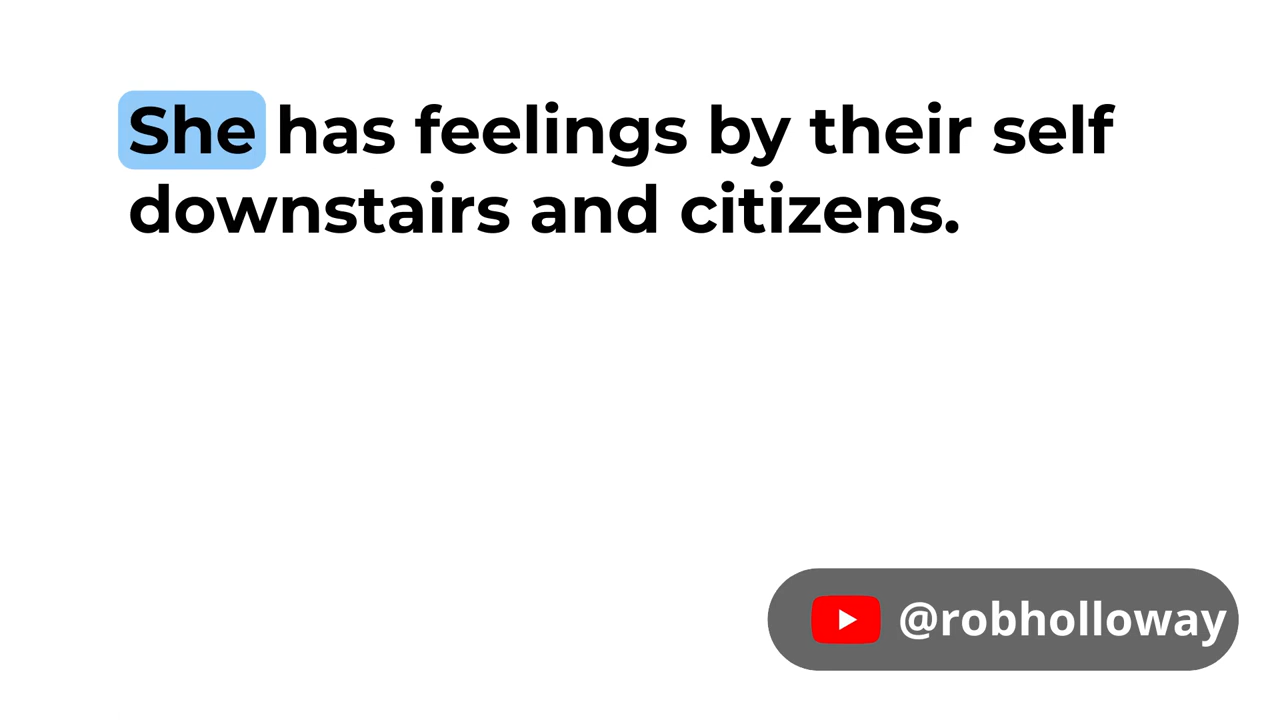 She has feelings by their self
downstairs and citizens.
@robholloway